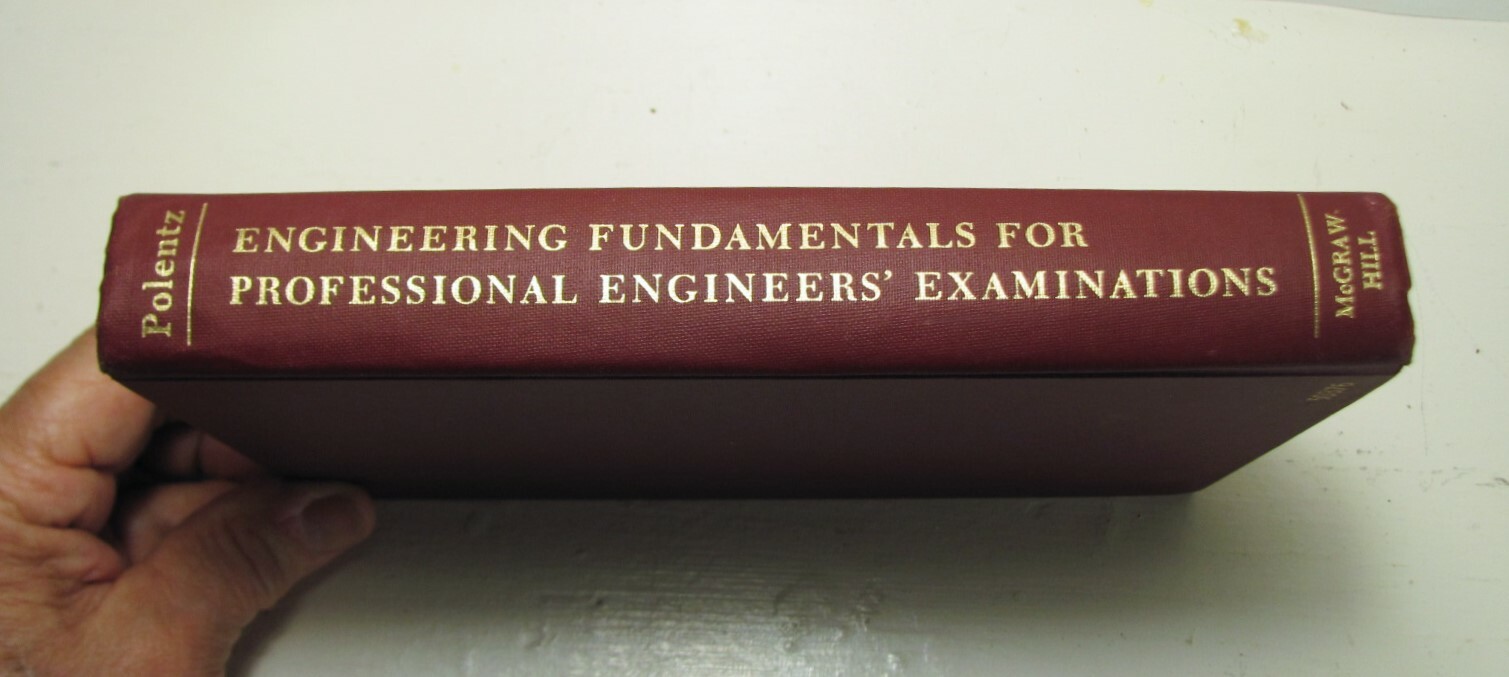 Polentz
ENGINEERING FUNDAMENTALS FOR
PROFESSIONAL ENGINEERS' EXAMINATIONS
McGRAW-
HILL